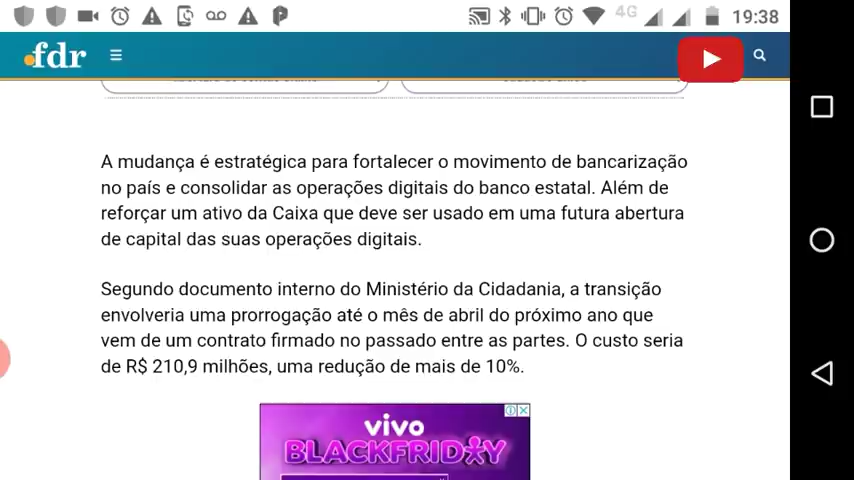 4G
19:38
fdr
A mudança é estratégica para fortalecer o movimento de bancarização
no país e consolidar as operações digitais do banco estatal. Além de
reforçar um ativo da Caixa que deve ser usado em uma futura abertura
de capital das suas operações digitais.
Segundo documento interno do Ministério da Cidadania, a transição
envolveria uma prorrogação até o mês de abril do próximo ano que
vem de um contrato firmado no passado entre as partes. O custo seria
de R$ 210,9 milhões, uma redução de mais de 10%.
vivo
BLACKFRIDAY